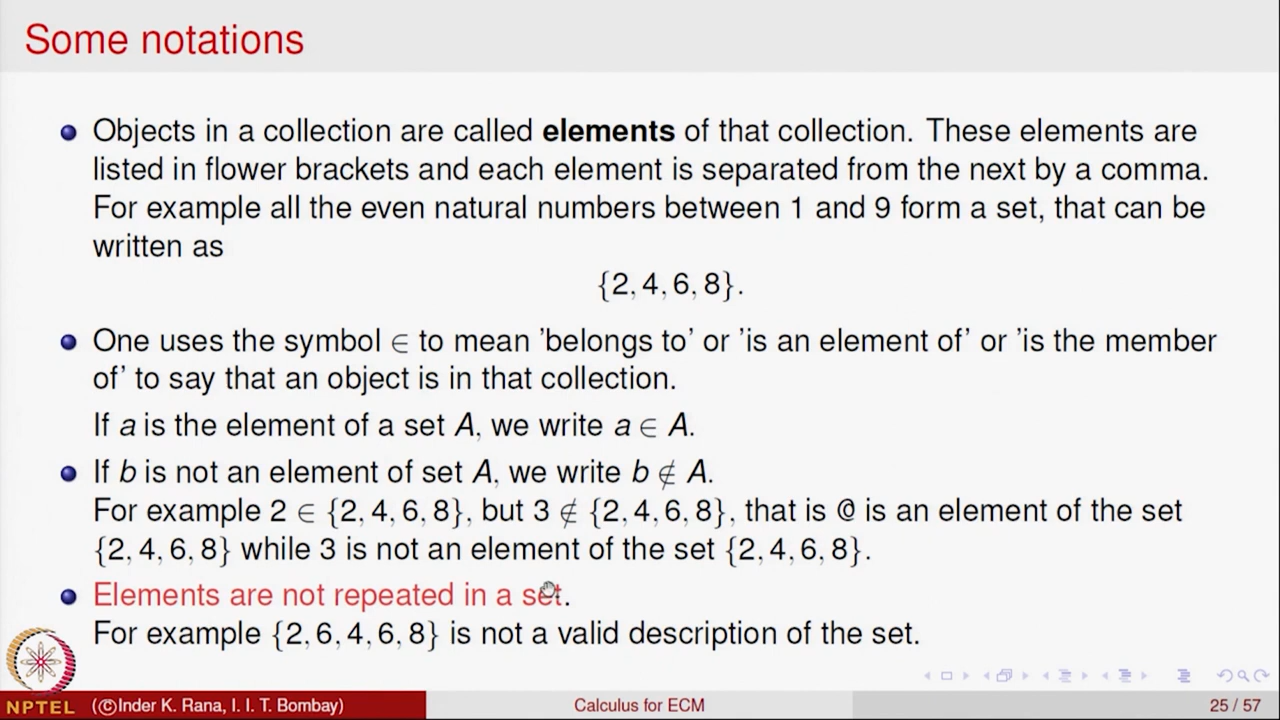 Some notations
Objects in a collection are called elements of that collection. These elements are
listed in flower brackets and each element is separated from the next by a comma.
For example all the even natural numbers between 1 and 9 form a set, that can be
written as
{2, 4, 6, 8}.
One uses the symbol ∈ to mean 'belongs to' or 'is an element of' or 'is the member
of' to say that an object is in that collection.
If a is the element of a set A, we write a ∈ A.
If b is not an element of set A, we write b ∉ A.
For example 2 ∈ {2, 4, 6, 8}, but 3 ∉ {2, 4, 6, 8}, that is @ is an element of the set
{2, 4, 6, 8} while 3 is not an element of the set {2, 4, 6, 8}.
Elements are not repeated in a set.
For example {2, 6, 4, 6, 8} is not a valid description of the set.
NPTEL (©Inder K. Rana, I. I. T. Bombay) Calculus for ECM 25 / 57